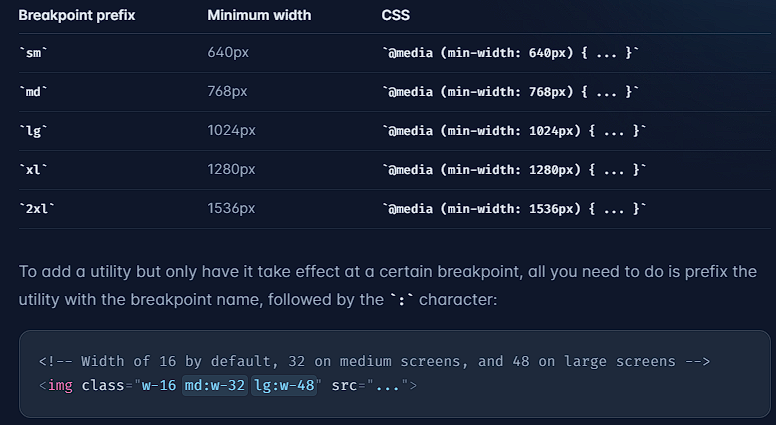 Breakpoint prefix Minimum width CSS
`sm` 640px `@media (min-width: 640px) { ... }`
`md` 768px `@media (min-width: 768px) { ... }`
`lg` 1024px `@media (min-width: 1024px) { ... }`
`xl` 1280px `@media (min-width: 1280px) { ... }`
`2xl` 1536px `@media (min-width: 1536px) { ... }`
To add a utility but only have it take effect at a certain breakpoint, all you need to do is prefix the
utility with the breakpoint name, followed by the `:` character:
<!-- Width of 16 by default, 32 on medium screens, and 48 on large screens -->
<img class="w-16 md:w-32 lg:w-48" src="...">